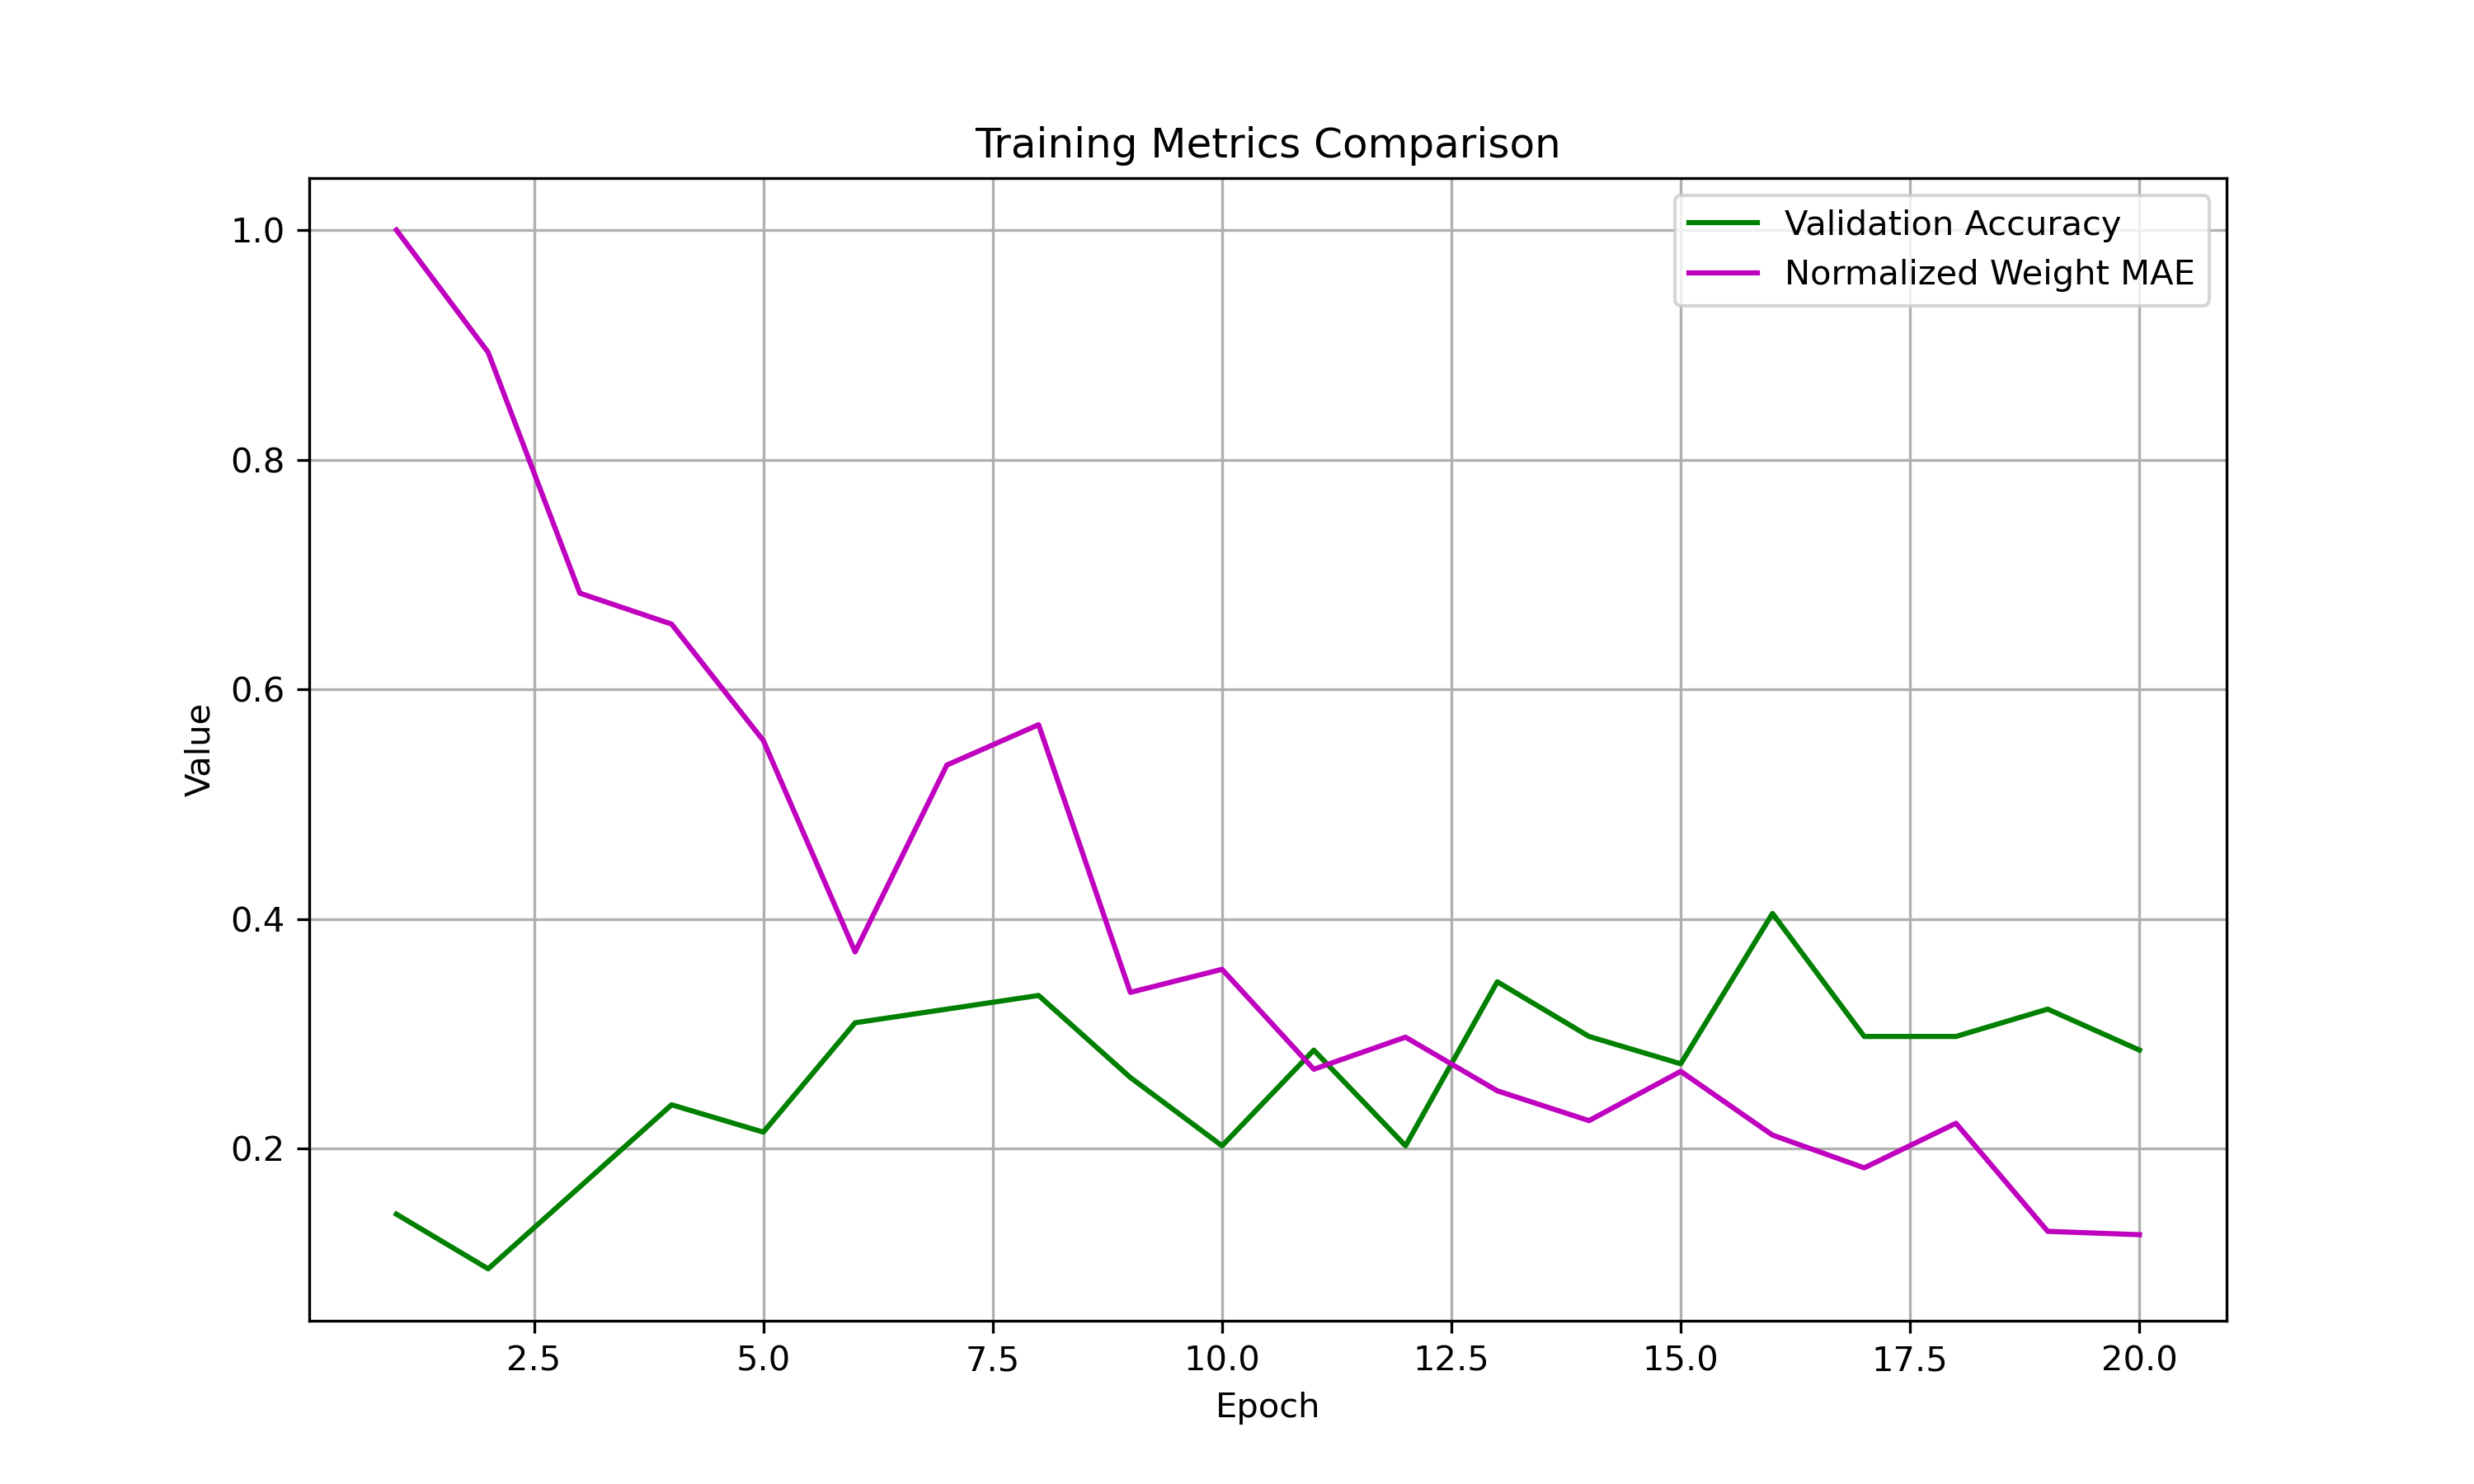 Training Metrics Comparison
Validation Accuracy
Normalized Weight MAE
1.0
0.8
0.6
0.4
0.2
Value
2.5 5.0 7.5 10.0 12.5 15.0 17.5 20.0
Epoch